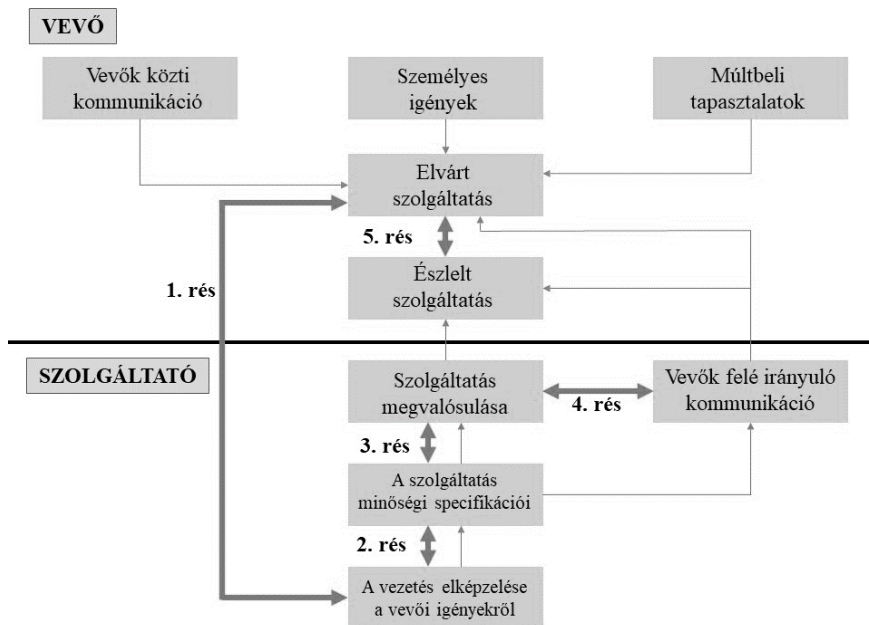 VEVŐ
Vevők közti
kommunikáció
Személyes
igények
Múltbeli
tapasztalatok
Elvárt
szolgáltatás
5. rés
1. rés
Észlelt
szolgáltatás
SZOLGÁLTATÓ
Szolgáltatás
megvalósulása
4. rés
Vevők felé irányuló
kommunikáció
3. rés
A szolgáltatás
minőségi specifikációi
2. rés
A vezetés elképzelése
a vevői igényekről